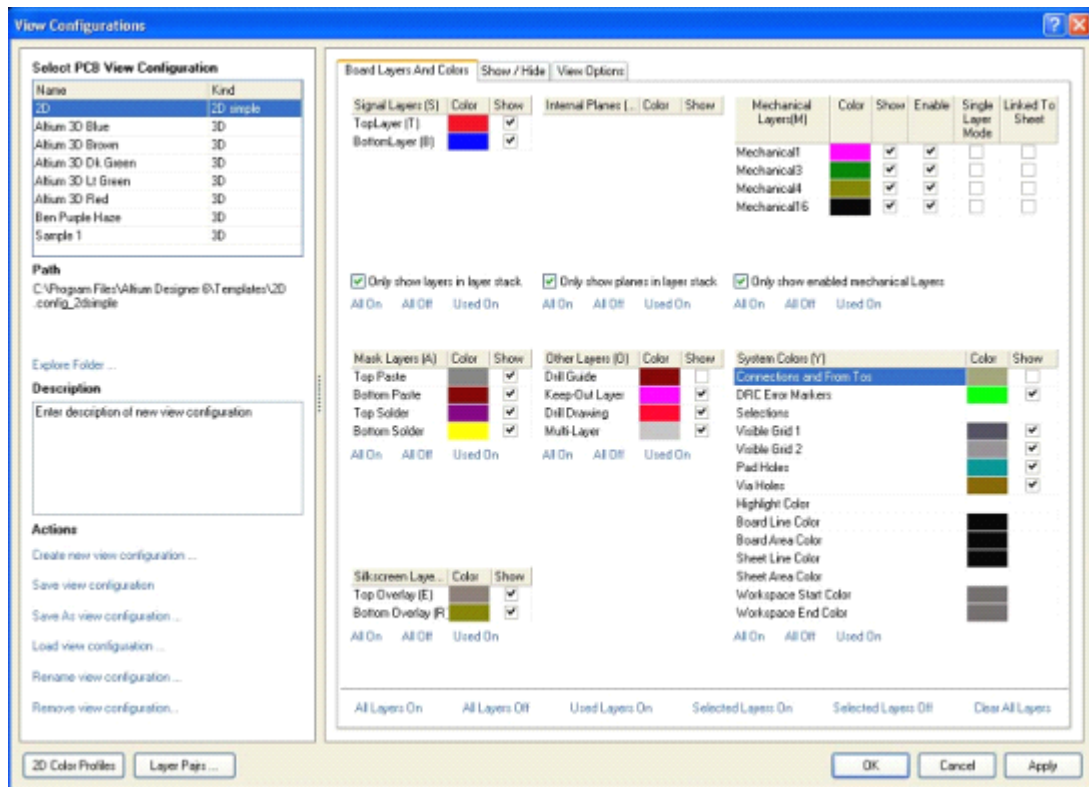 View Configurations
Select PCB View Configuration
Name Kind
2D 2D simple
Altium 3D Blue 3D
Altium 3D Brown 3D
Altium 3D Dk Green 3D
Altium 3D Lt Green 3D
Altium 3D Red 3D
Ben Purple Haze 3D
Sample 1 3D
Path
C:\Program Files\Altium Designer 6\Templates\2D
.config_2dsimple
Explore Folder ...
Description
Enter description of new view configuration
Actions
Create new view configuration ...
Save view configuration
Save As view configuration ...
Load view configuration ...
Rename view configuration ...
Remove view configuration...
Board Layers And Colors Show / Hide View Options
Signal Layers (S) Color Show
TopLayer (T)
BottomLayer (B)
Only show layers in layer stack
All On All Off Used On
Internal Planes (... Color Show
Only show planes in layer stack
All On All Off Used On
Mechanical Layers(M) Color Show Enable Single Layer Mode Linked To Sheet
Mechanical1
Mechanical3
Mechanical4
Mechanical16
Only show enabled mechanical Layers
All On All Off Used On
Mask Layers (A) Color Show
Top Paste
Bottom Paste
Top Solder
Bottom Solder
All On All Off Used On
Other Layers (O) Color Show
Drill Guide
Keep-Out Layer
Drill Drawing
Multi-Layer
All On All Off Used On
System Colors (Y) Color Show
Connections and From Tos
DRC Error Markers
Selections
Visible Grid 1
Visible Grid 2
Pad Holes
Via Holes
Highlight Color
Board Line Color
Board Area Color
Sheet Line Color
Sheet Area Color
Workspace Start Color
Workspace End Color
All On All Off Used On
Silkscreen Laye... Color Show
Top Overlay (E)
Bottom Overlay (R
All On All Off Used On
All Layers On All Layers Off Used Layers On Selected Layers On Selected Layers Off Clear All Layers
2D Color Profiles Layer Pairs ... OK Cancel Apply